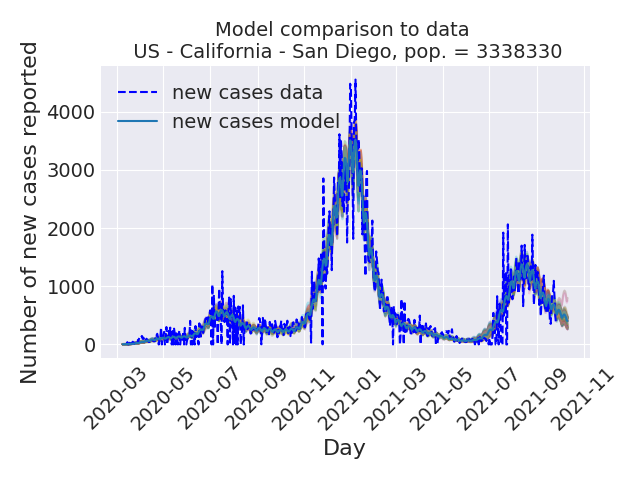 Model comparison to data
US - California - San Diego, pop. = 3338330
new cases data
new cases model
Number of new cases reported
4000
3000
2000
1000
0
2020-03
2020-05
2020-07
2020-09
2020-11
2021-01
2021-03
2021-05
2021-07
2021-09
2021-11
Day